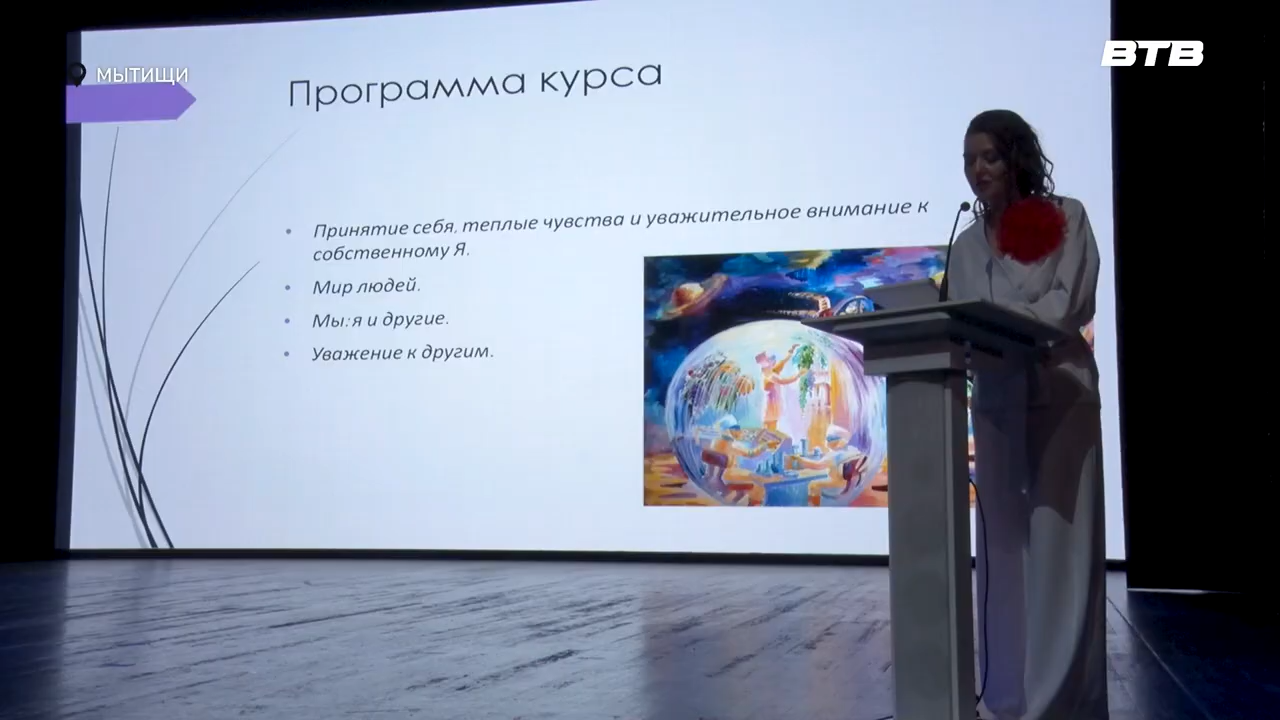 МЫТИЩИ
ВТВ
Программа курса
Принятие себя, теплые чувства и уважительное внимание к
собственному Я.
Мир людей.
Мы: я и другие.
Уважение к другим.